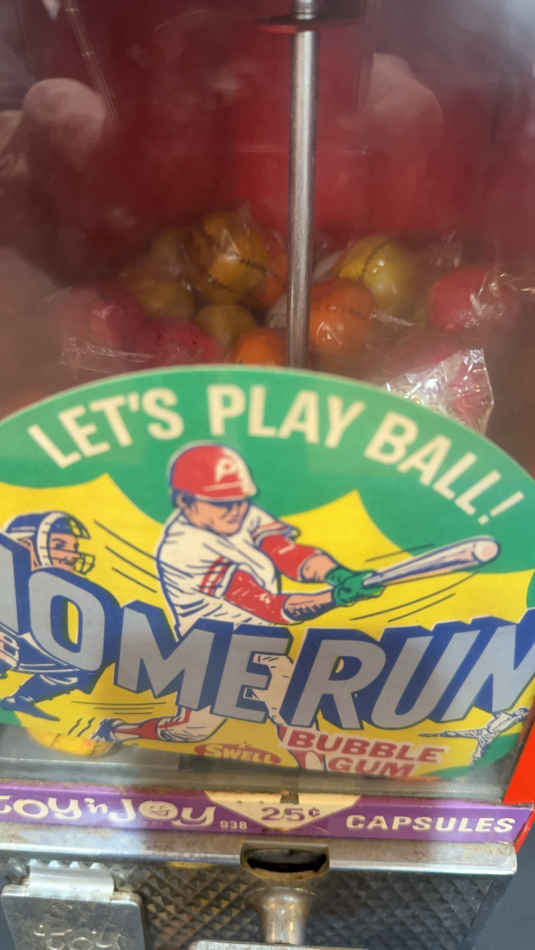 LET'S PLAY BALL!
HOME RUN
SWELL BUBBLE
GUM
toy 'n joy 938 25¢ CAPSULES